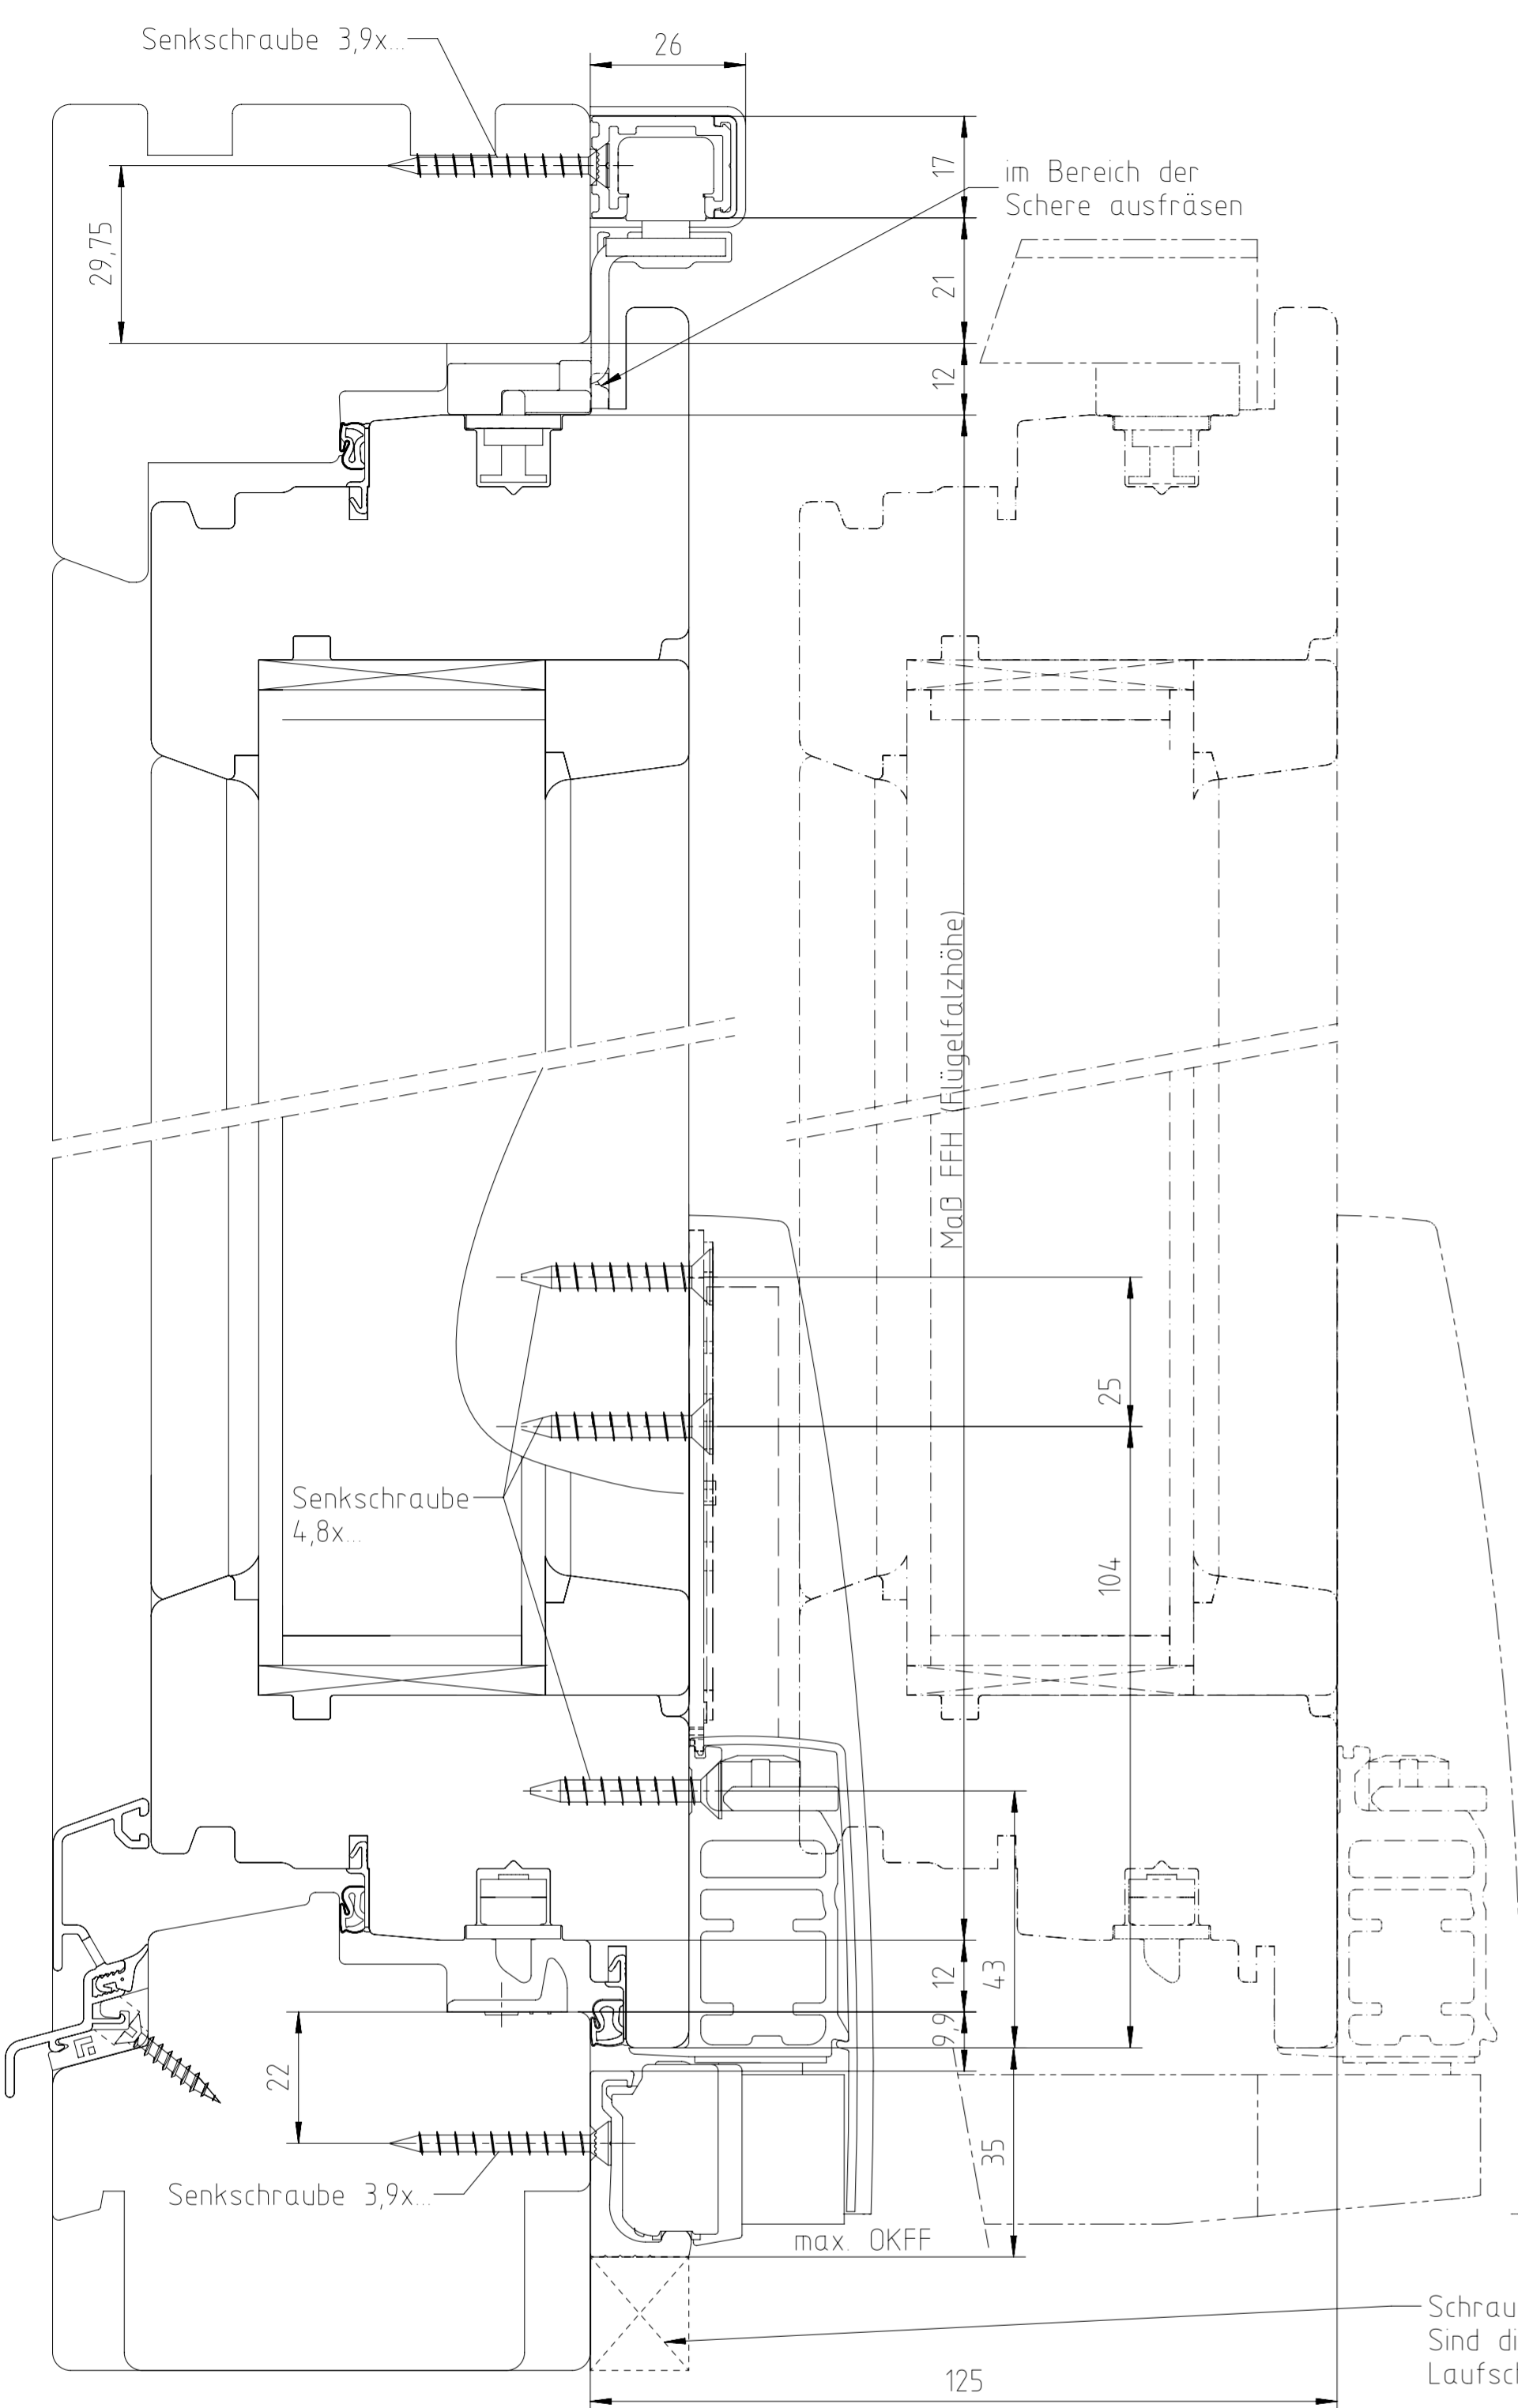 Senkschraube 3,9x...
26
17
im Bereich der
Schere ausfräsen
29,75
21
12
Maß FFH (Flügelfalzhöhe)
25
Senkschraube
4,8x...
104
12
43
9,9
22
35
Senkschraube 3,9x...
max. OKFF
125